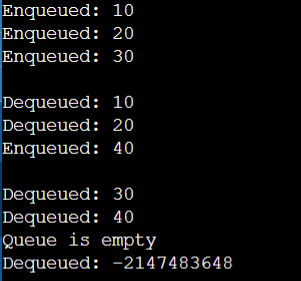 Enqueued: 10
Enqueued: 20
Enqueued: 30
Dequeued: 10
Dequeued: 20
Enqueued: 40
Dequeued: 30
Dequeued: 40
Queue is empty
Dequeued: -2147483648